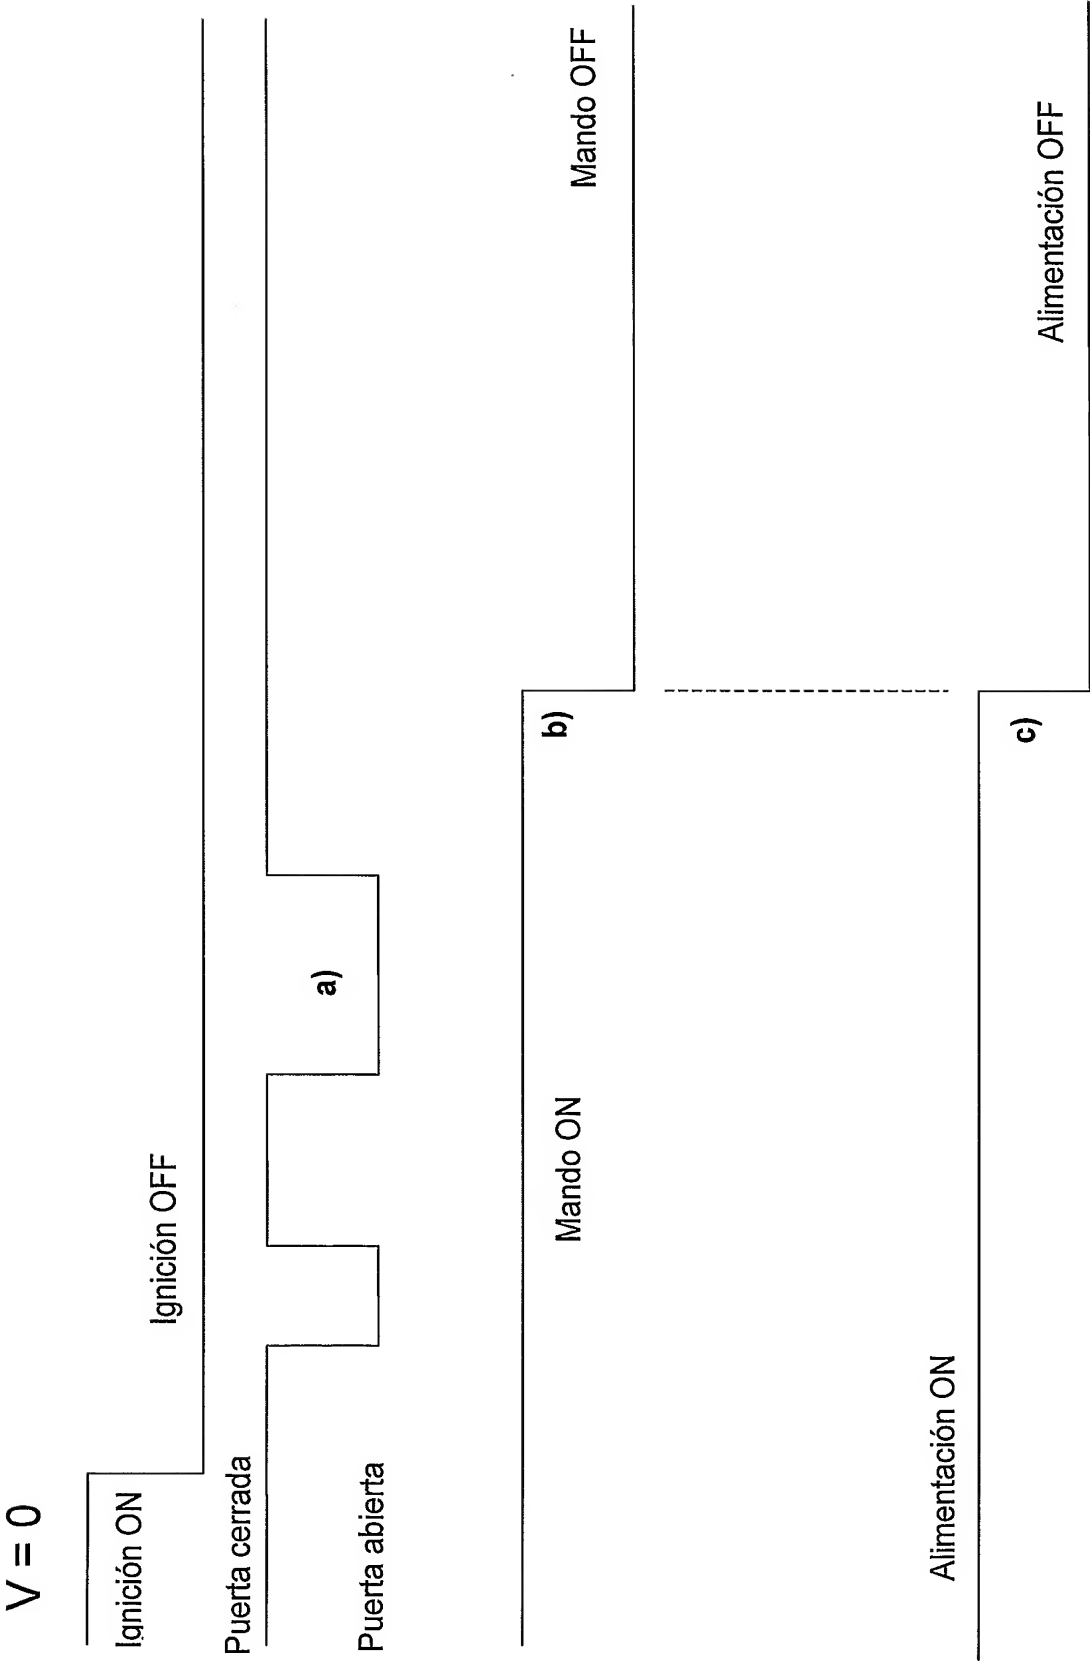 V = 0
Ignición ON
Ignición OFF
Puerta cerrada
Puerta abierta
a)
Mando ON
b)
Mando OFF
Alimentación ON
c)
Alimentación OFF